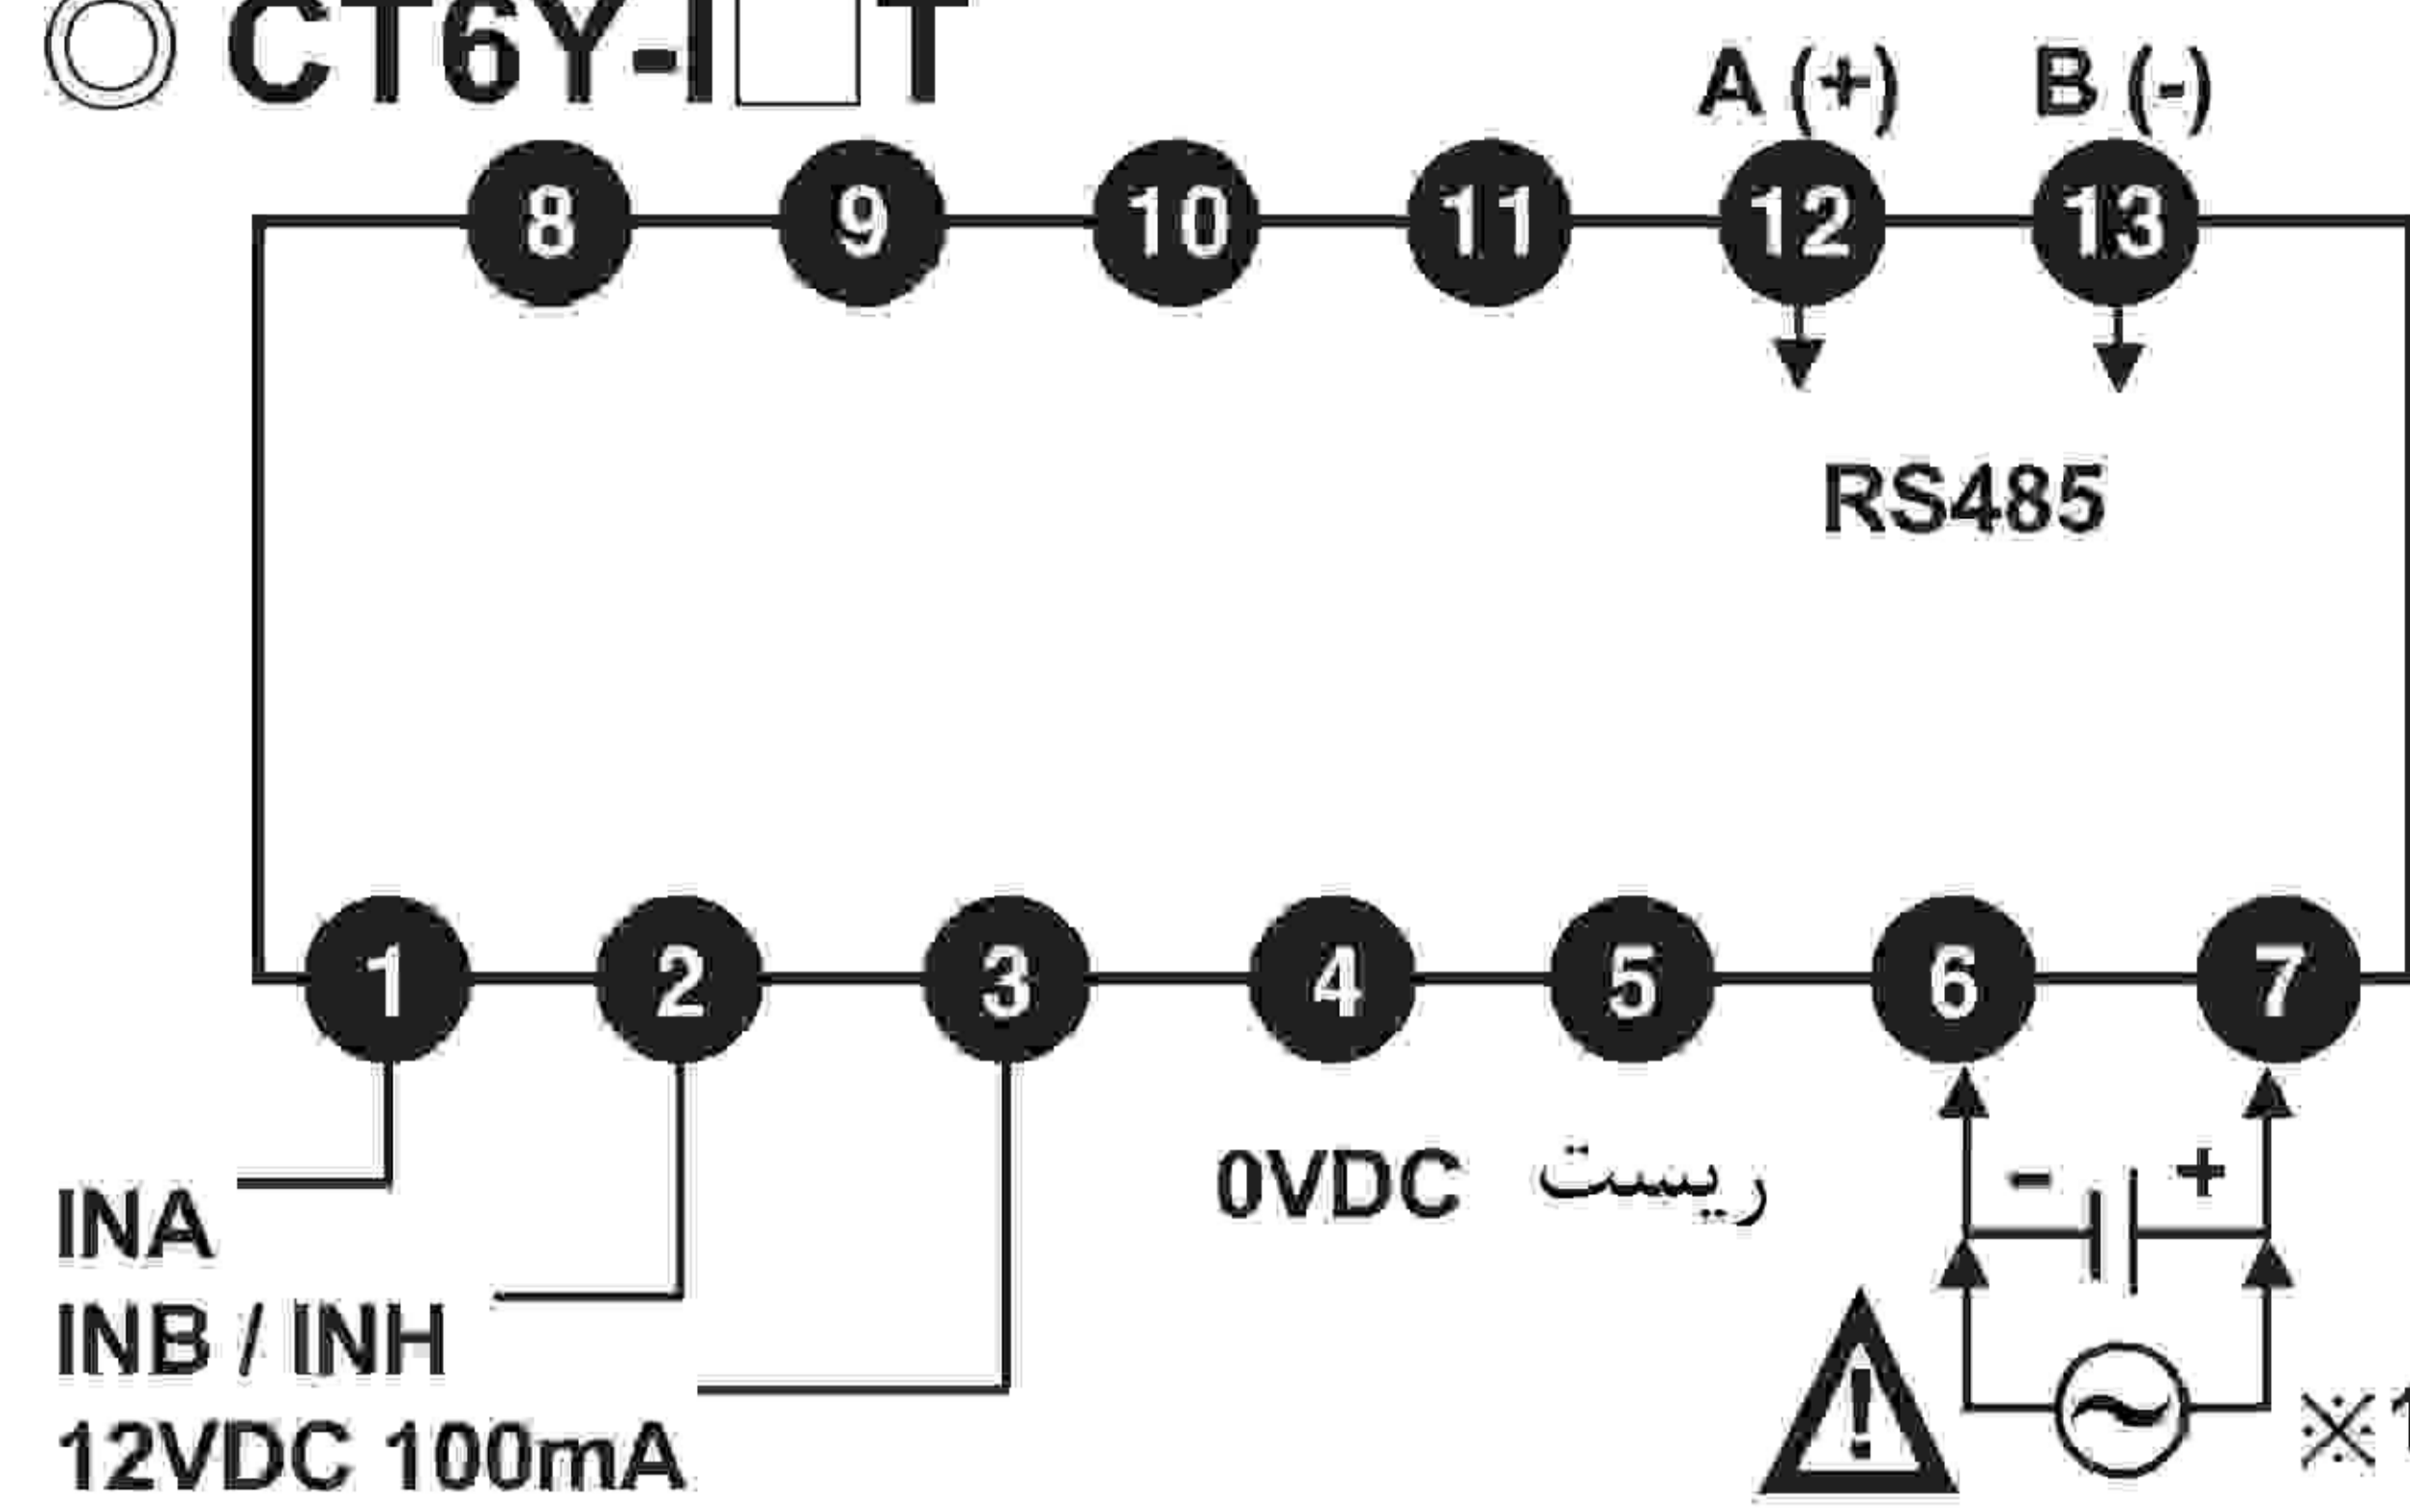 ◎ CT6Y-I□T
A (+) B (-)
8 9 10 11 12 13
RS485
1 2 3 4 5 6 7
0VDC ریست - +
INA
INB / INH
12VDC 100mA
! ※1